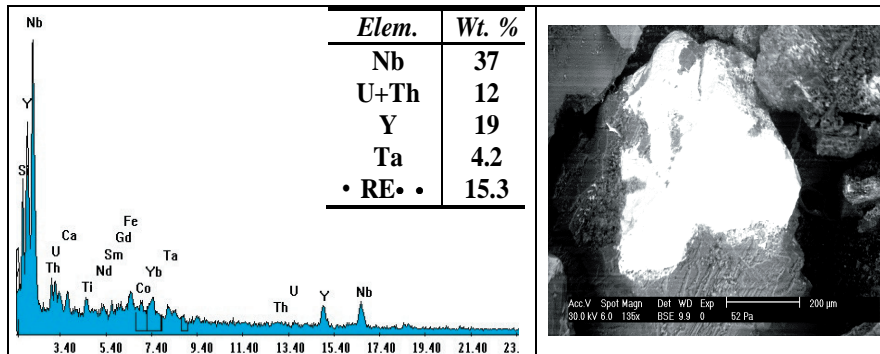 Nb
Y
S
Th
U
Ca
Ti
Nd
Sm
Gd
Fe
Co
Yb
Ta
Th
U
Y
Nb
3.40 5.40 7.40 9.40 11.40 13.40 15.40 17.40 19.40 21.40 23.
Elem. Wt. %
Nb 37
U+Th 12
Y 19
Ta 4.2
• RE• • 15.3
Acc.V Spot Magn Det WD Exp
30.0 kV 6.0 135x BSE 9.9 0 52 Pa
200 µm